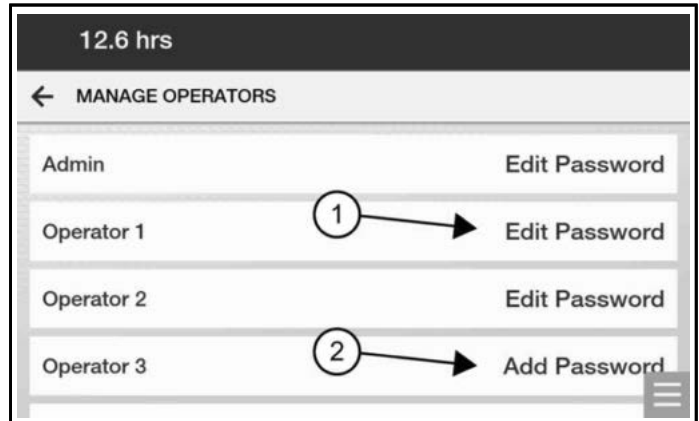 12.6 hrs
← MANAGE OPERATORS
Admin Edit Password
Operator 1 1 Edit Password
Operator 2 Edit Password
Operator 3 2 Add Password